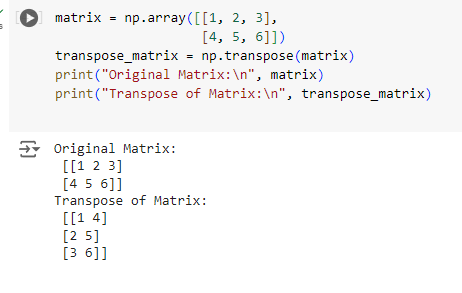 matrix = np.array([[1, 2, 3],
                   [4, 5, 6]])
transpose_matrix = np.transpose(matrix)
print("Original Matrix:\n", matrix)
print("Transpose of Matrix:\n", transpose_matrix)
Original Matrix:
 [[1 2 3]
 [4 5 6]]
Transpose of Matrix:
 [[1 4]
 [2 5]
 [3 6]]